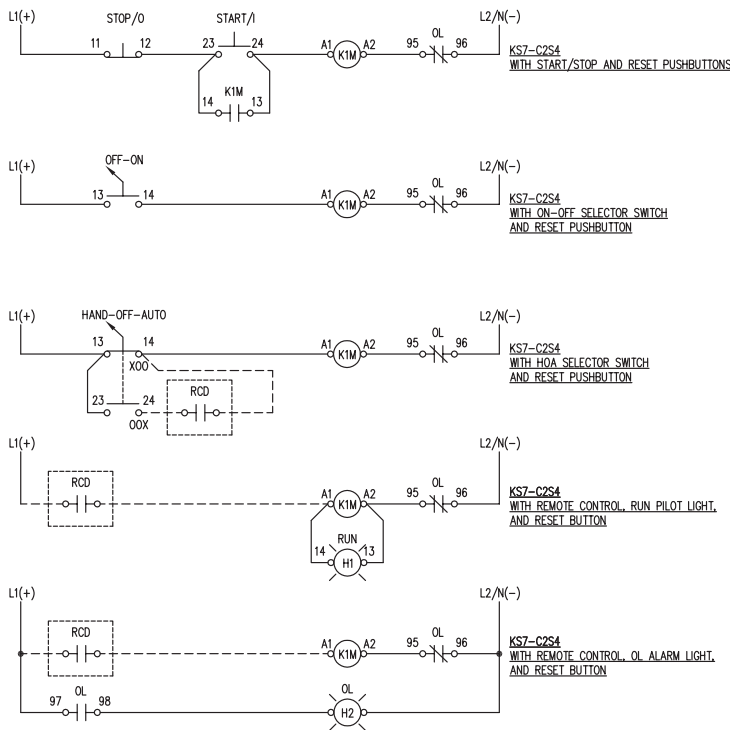 L1(+) STOP/O START/I L2/N(-)
11 12 23 24 A1 K1M A2 95 OL 96
14 K1M 13
KS7-C2S4
WITH START/STOP AND RESET PUSHBUTTONS
L1(+) OFF-ON L2/N(-)
13 14 A1 K1M A2 95 OL 96
KS7-C2S4
WITH ON-OFF SELECTOR SWITCH
AND RESET PUSHBUTTON
L1(+) HAND-OFF-AUTO L2/N(-)
13 14 A1 K1M A2 95 OL 96
XOO
23 24 RCD
OOX
KS7-C2S4
WITH HOA SELECTOR SWITCH
AND RESET PUSHBUTTON
L1(+) L2/N(-)
RCD A1 K1M A2 95 OL 96
RUN
14 H1 13
KS7-C2S4
WITH REMOTE CONTROL, RUN PILOT LIGHT,
AND RESET BUTTON
L1(+) L2/N(-)
RCD A1 K1M A2 95 OL 96
97 OL 98 OL
H2
KS7-C2S4
WITH REMOTE CONTROL, OL ALARM LIGHT,
AND RESET BUTTON